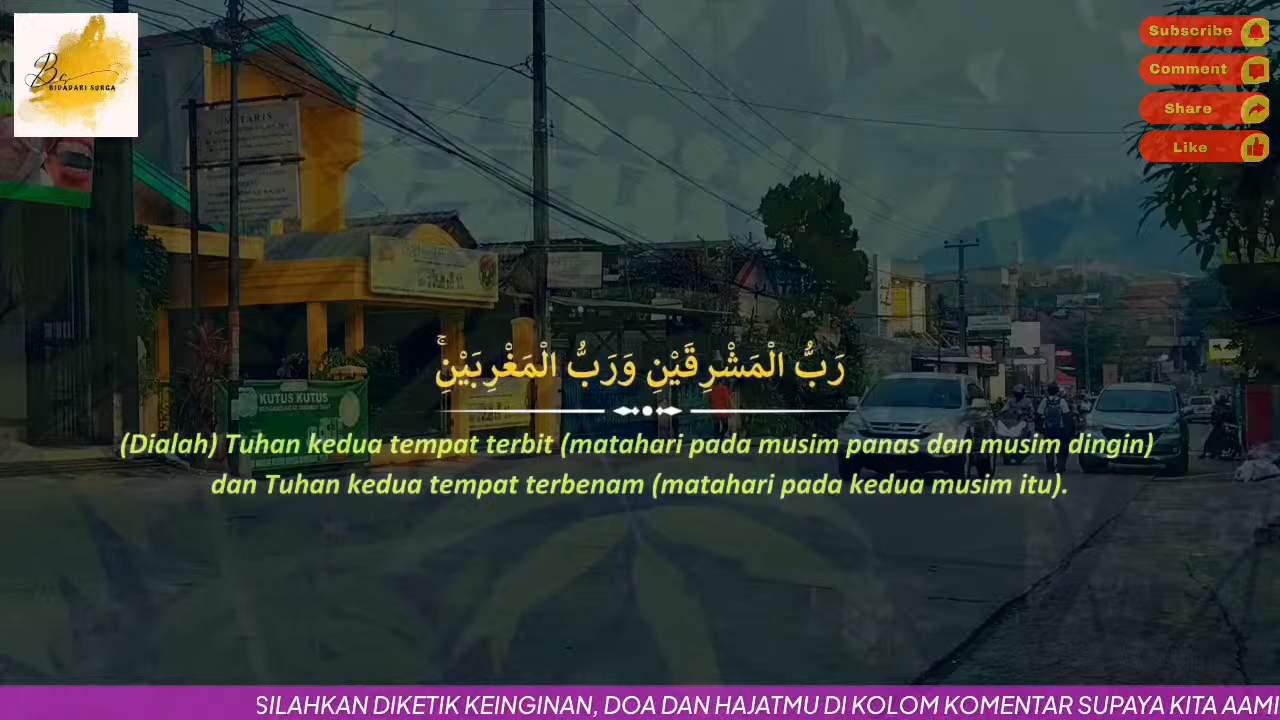 BIDADARI SURGA
Subscribe
Comment
Share
Like
KUTUS KUTUS
رَبُّ الْمَشْرِقَيْنِ وَرَبُّ الْمَغْرِبَيْنِۚ
(Dialah) Tuhan kedua tempat terbit (matahari pada musim panas dan musim dingin)
dan Tuhan kedua tempat terbenam (matahari pada kedua musim itu).
SILAHKAN DIKETIK KEINGINAN, DOA DAN HAJATMU DI KOLOM KOMENTAR SUPAYA KITA AAMI